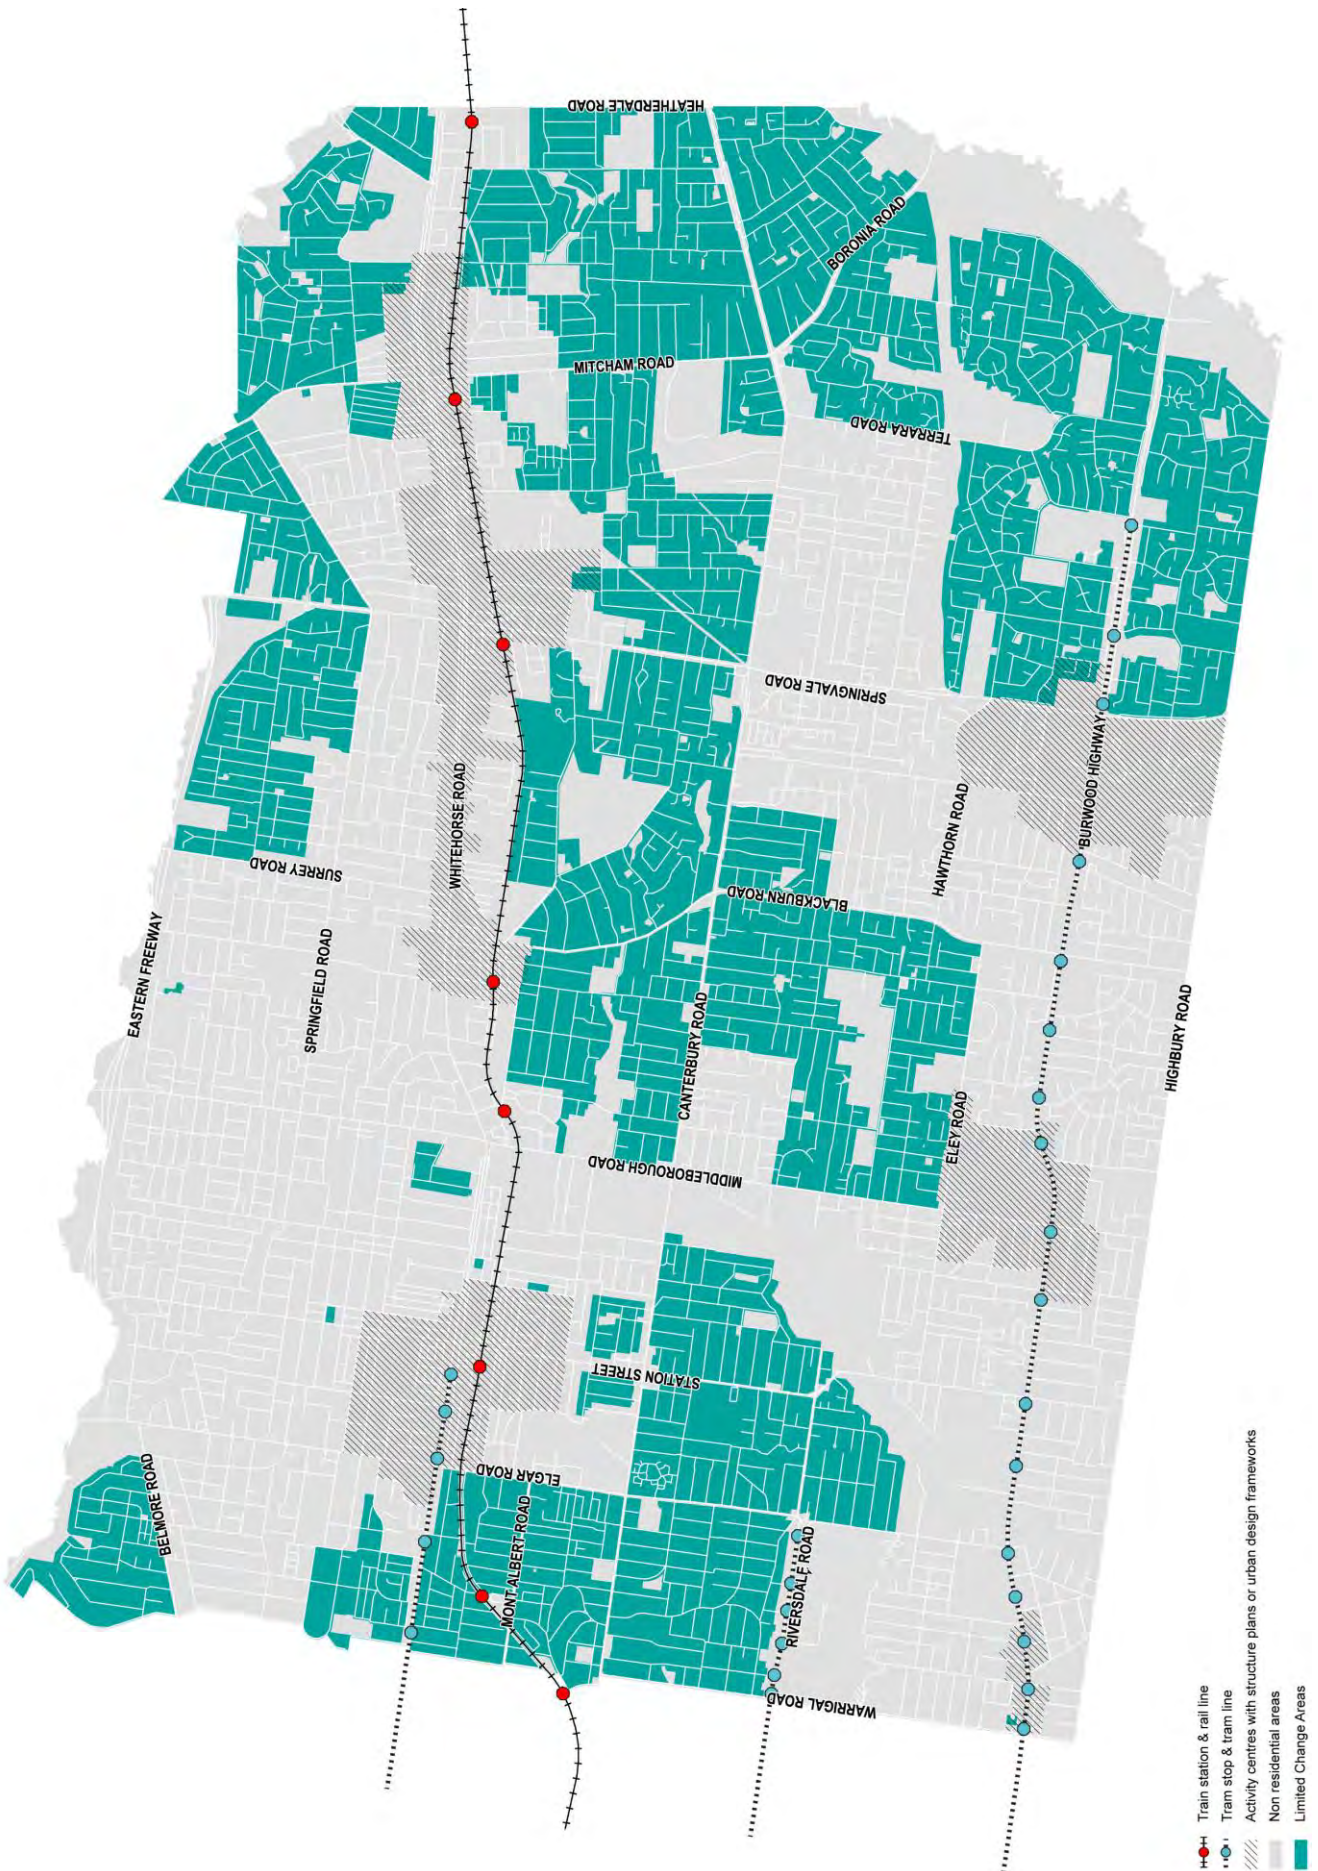 HEATHERDALE ROAD
BORONIA ROAD
MITCHAM ROAD
TERRARA ROAD
SPRINGVALE ROAD
WHITEHORSE ROAD
BURWOOD HIGHWAY
HAWTHORN ROAD
SURREY ROAD
BLACKBURN ROAD
EASTERN FREEWAY
SPRINGFIELD ROAD
CANTERBURY ROAD
HIGHBURY ROAD
ELEY ROAD
MIDDLEBOROUGH ROAD
STATION STREET
ELGAR ROAD
BELMORE ROAD
MONT ALBERT ROAD
RIVERSDALE ROAD
WARRIGAL ROAD
Train station & rail line
Tram stop & tram line
Activity centres with structure plans or urban design frameworks
Non residential areas
Limited Change Areas